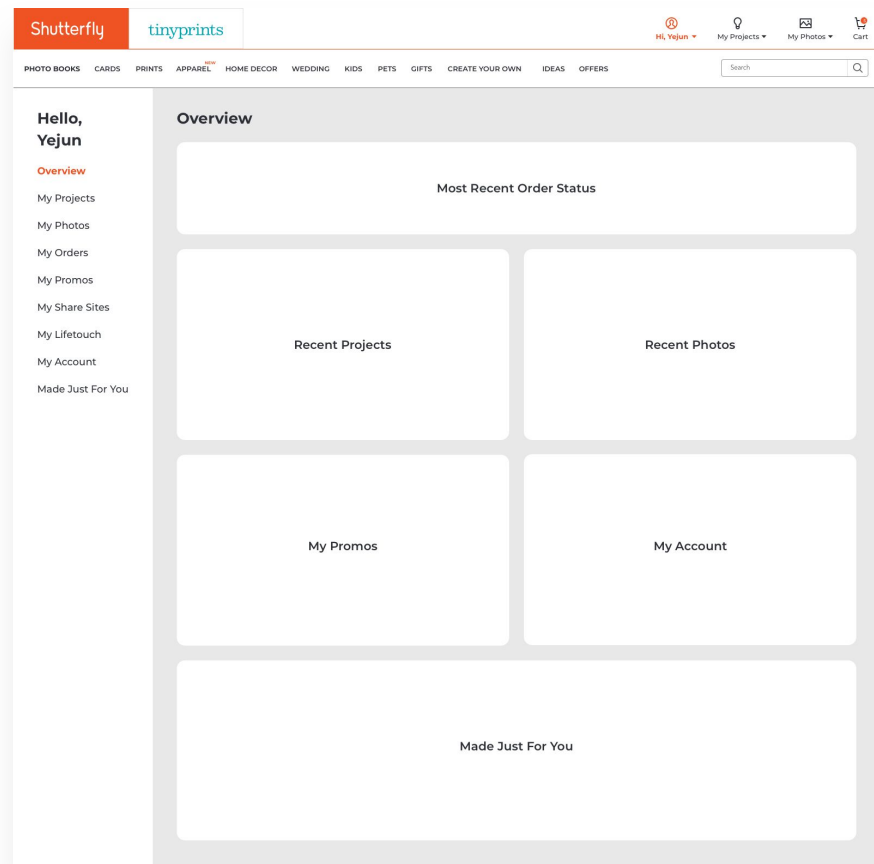 Shutterfly
tinyprints
Hi, Yejun
My Projects
My Photos
Cart
PHOTO BOOKS CARDS PRINTS APPAREL NEW HOME DECOR WEDDING KIDS PETS GIFTS CREATE YOUR OWN IDEAS OFFERS
Search
Hello,
Yejun
Overview
My Projects
My Photos
My Orders
My Promos
My Share Sites
My Lifetouch
My Account
Made Just For You
Overview
Most Recent Order Status
Recent Projects
Recent Photos
My Promos
My Account
Made Just For You